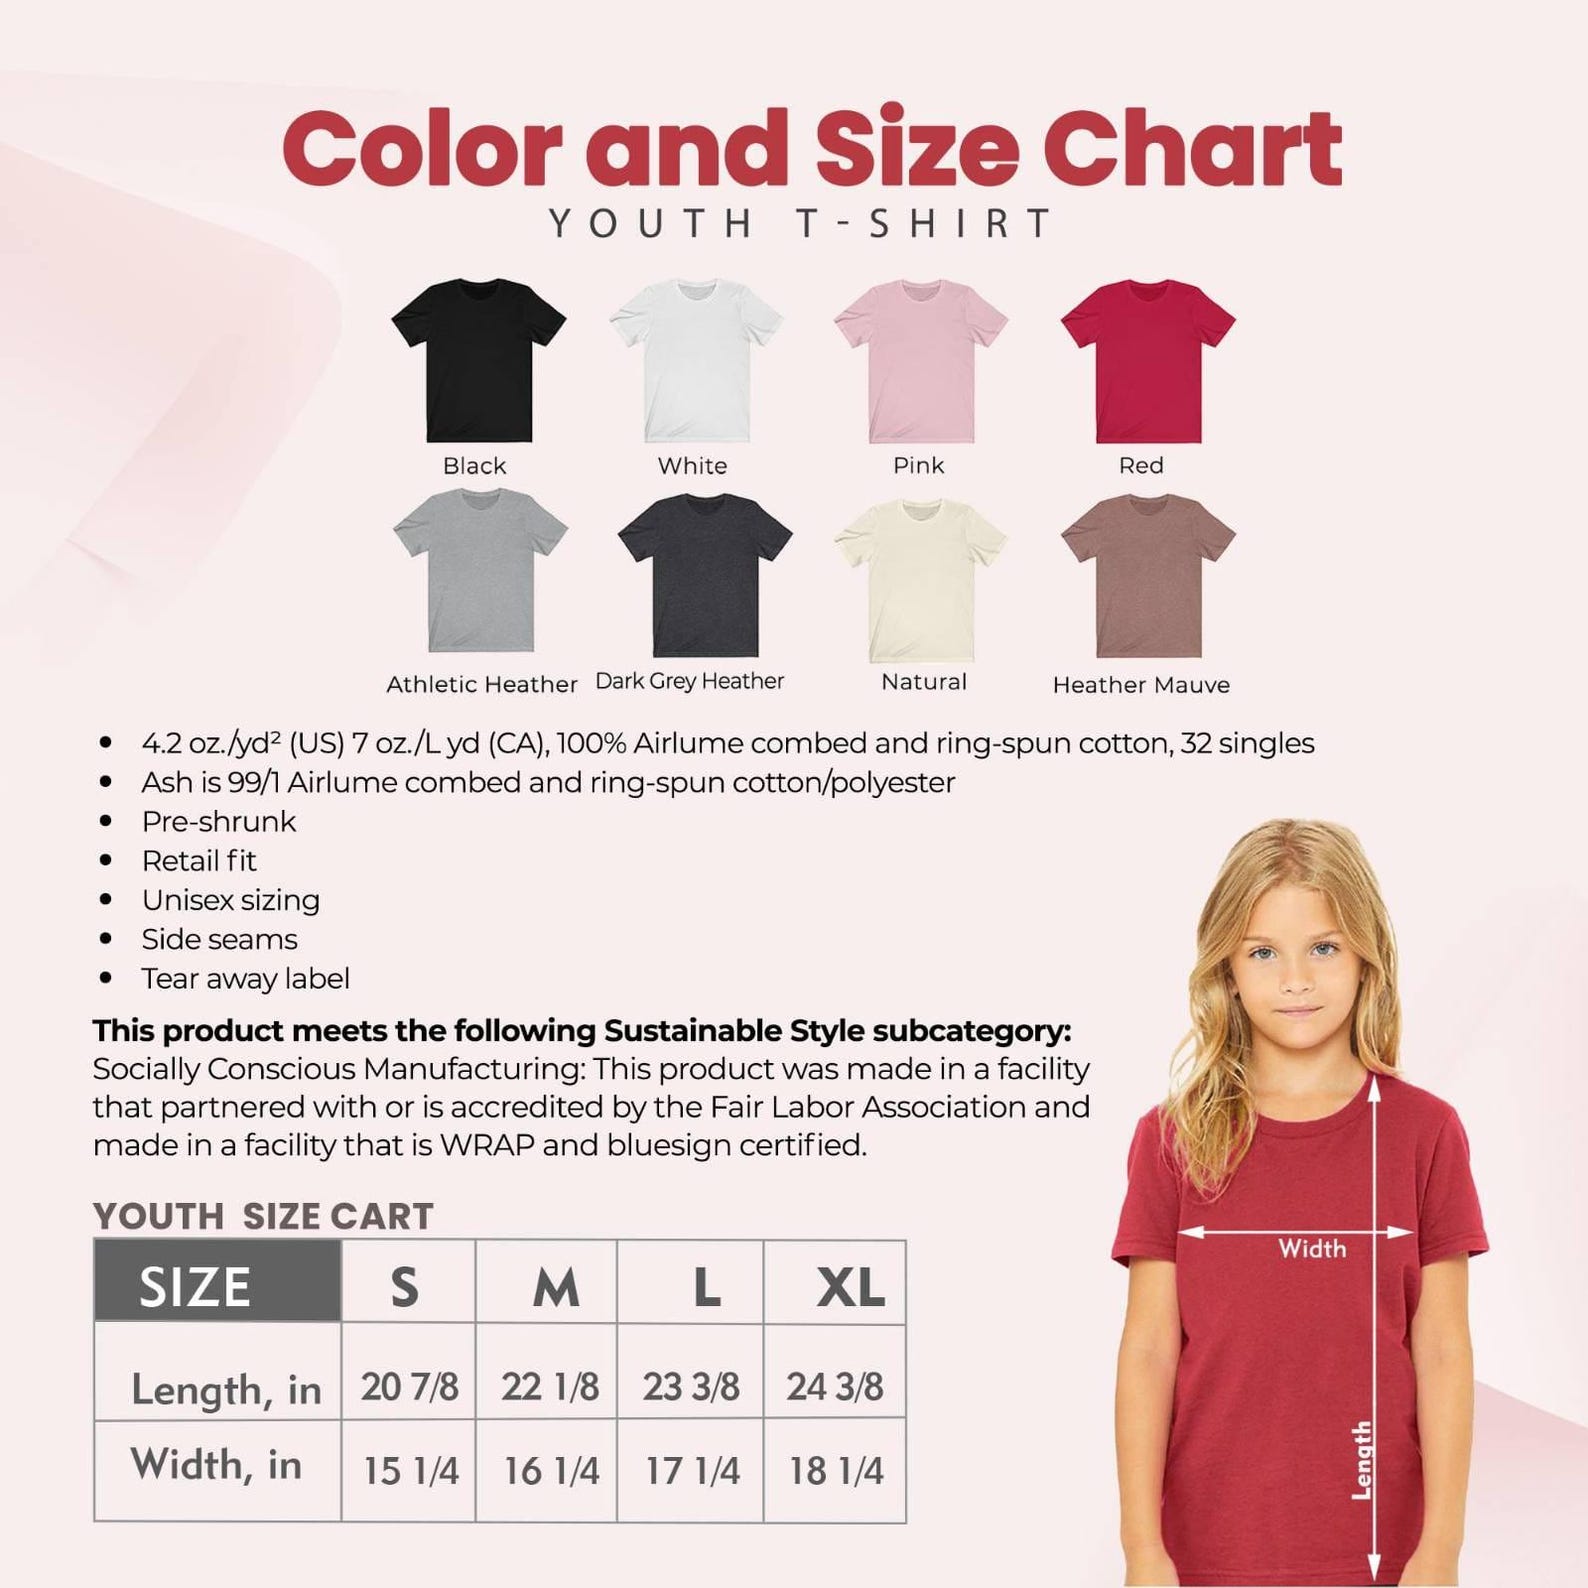 Color and Size Chart
YOUTH T-SHIRT
Black White Pink Red
Athletic Heather Dark Grey Heather Natural Heather Mauve
• 4.2 oz./yd² (US) 7 oz./L yd (CA), 100% Airlume combed and ring-spun cotton, 32 singles
• Ash is 99/1 Airlume combed and ring-spun cotton/polyester
• Pre-shrunk
• Retail fit
• Unisex sizing
• Side seams
• Tear away label
This product meets the following Sustainable Style subcategory:
Socially Conscious Manufacturing: This product was made in a facility
that partnered with or is accredited by the Fair Labor Association and
made in a facility that is WRAP and bluesign certified.
YOUTH SIZE CART
SIZE S M L XL
Length, in 20 7/8 22 1/8 23 3/8 24 3/8
Width, in 15 1/4 16 1/4 17 1/4 18 1/4
Width
Length